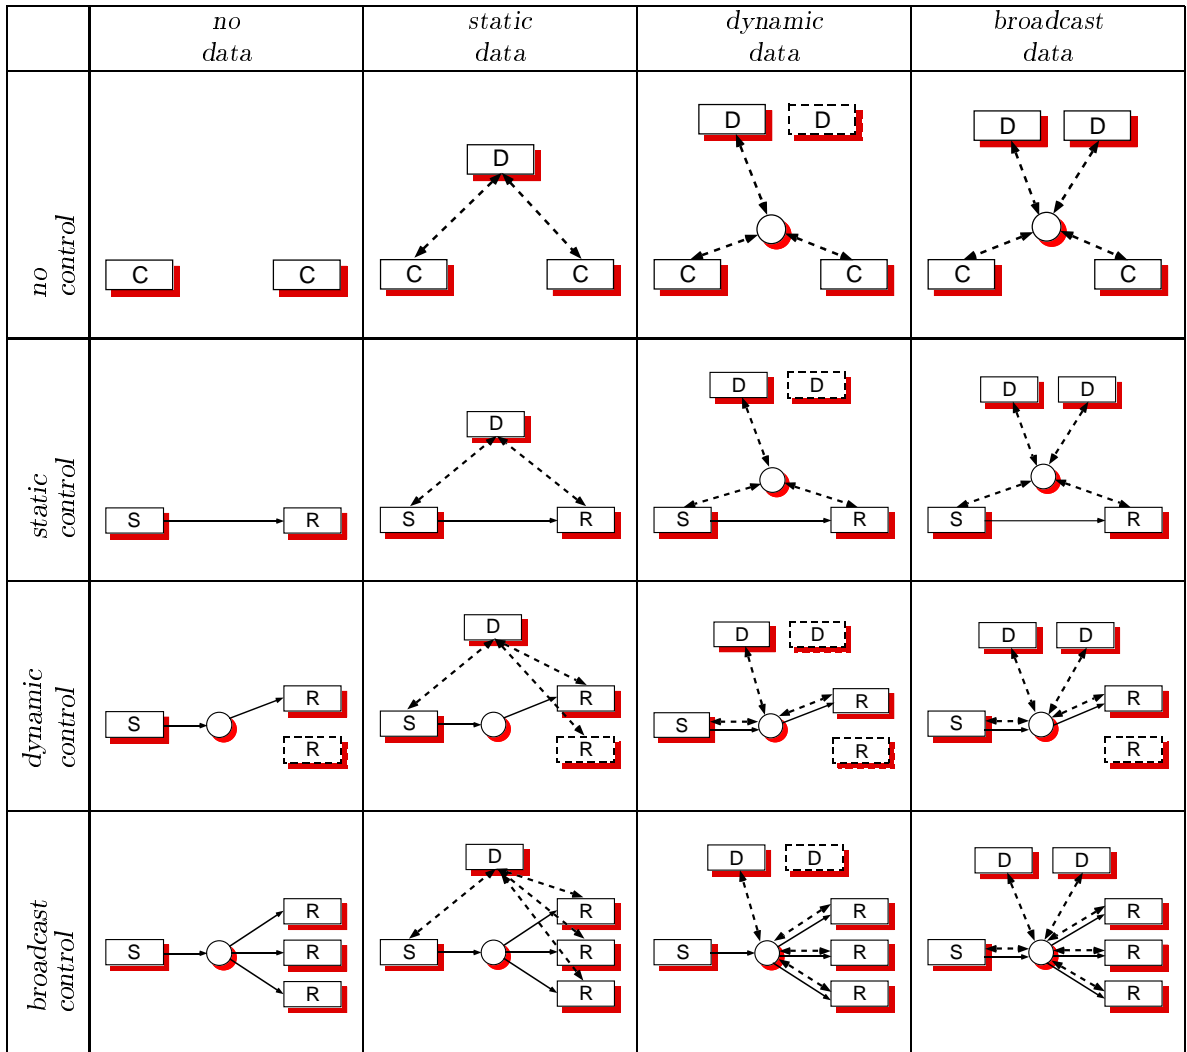 no
data
static
data
dynamic
data
broadcast
data
no
control
C C
D
C C
D D
C C
D D
C C
static
control
S R
D
S R
D D
S R
D D
S R
dynamic
control
S R
R
D
S R
R
D D
S R
R
D D
S R
R
broadcast
control
R
S R
R
D
R
S R
R
D D
R
S R
R
D D
R
S R
R